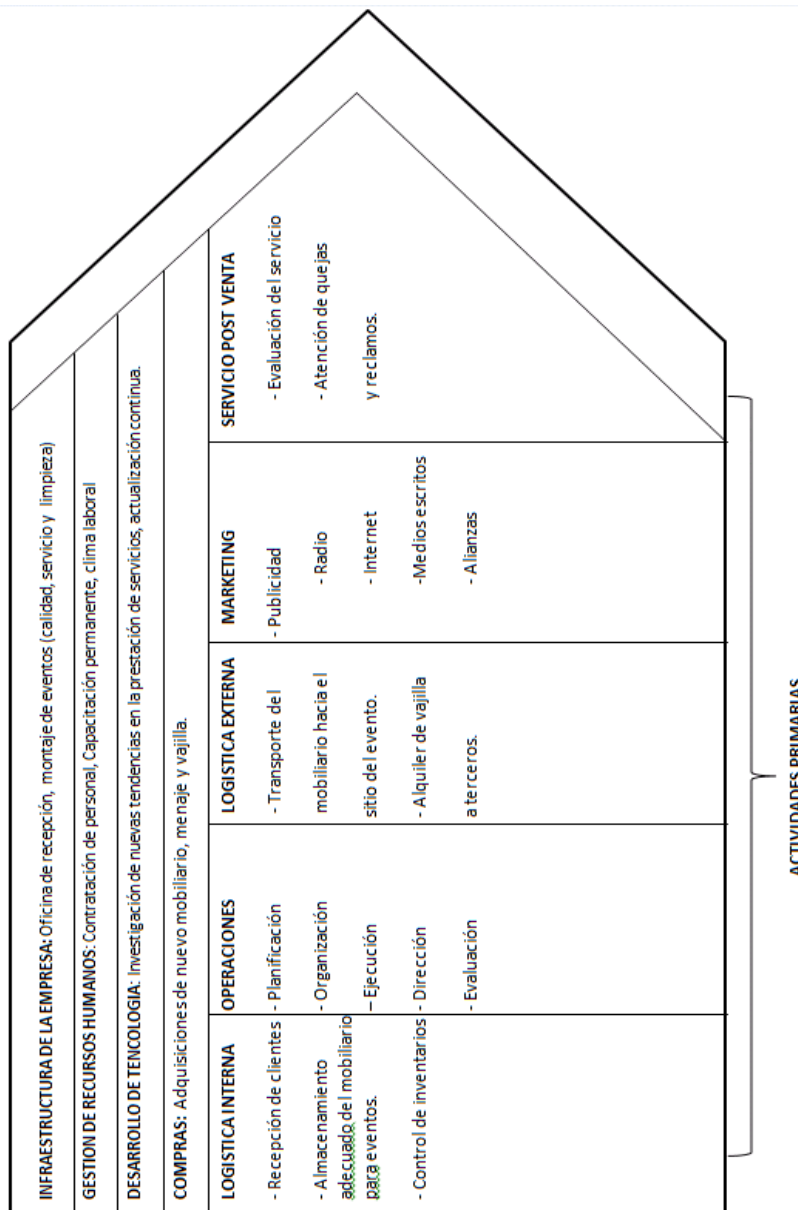 INFRAESTRUCTURA DE LA EMPRESA: Oficina de recepción, montaje de eventos (calidad, servicio y limpieza)
GESTION DE RECURSOS HUMANOS: Contratación de personal, Capacitación permanente, clima laboral
DESARROLLO DE TENCOLOGIA: Investigación de nuevas tendencias en la prestación de servicios, actualización continua.
COMPRAS: Adquisiciones de nuevo mobiliario, menaje y vajilla.
LOGISTICA INTERNA
- Recepción de clientes
- Almacenamiento
adecuado del mobiliario
para eventos.
- Control de inventarios
OPERACIONES
- Planificación
- Organización
– Ejecución
- Dirección
- Evaluación
LOGISTICA EXTERNA
- Transporte del
mobiliario hacia el
sitio del evento.
- Alquiler de vajilla
a terceros.
MARKETING
- Publicidad
- Radio
- Internet
-Medios escritos
- Alianzas
SERVICIO POST VENTA
- Evaluación del servicio
- Atención de quejas
y reclamos.
ACTIVIDADES PRIMARIAS